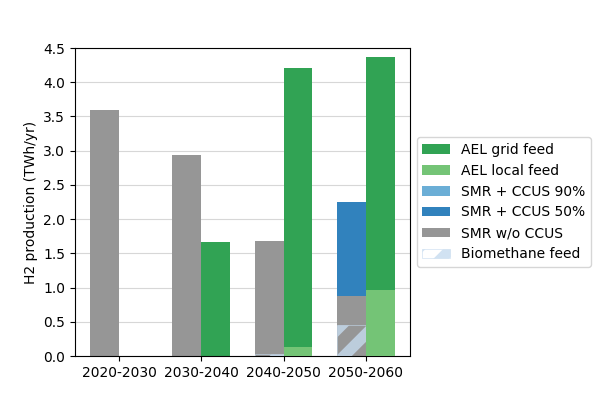 4.5
4.0
3.5
3.0
2.5
2.0
1.5
1.0
0.5
0.0
H2 production (TWh/yr)
2020-2030 2030-2040 2040-2050 2050-2060
AEL grid feed
AEL local feed
SMR + CCUS 90%
SMR + CCUS 50%
SMR w/o CCUS
Biomethane feed